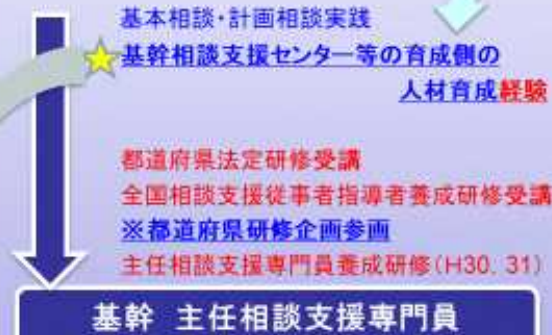 基本相談・計画相談実践
基幹相談支援センター等の育成側の
人材育成経験
都道府県法定研修受講
全国相談支援従事者指導者養成研修受講
※都道府県研修企画参画
主任相談支援専門員養成研修(H30. 31)
基幹 主任相談支援専門員